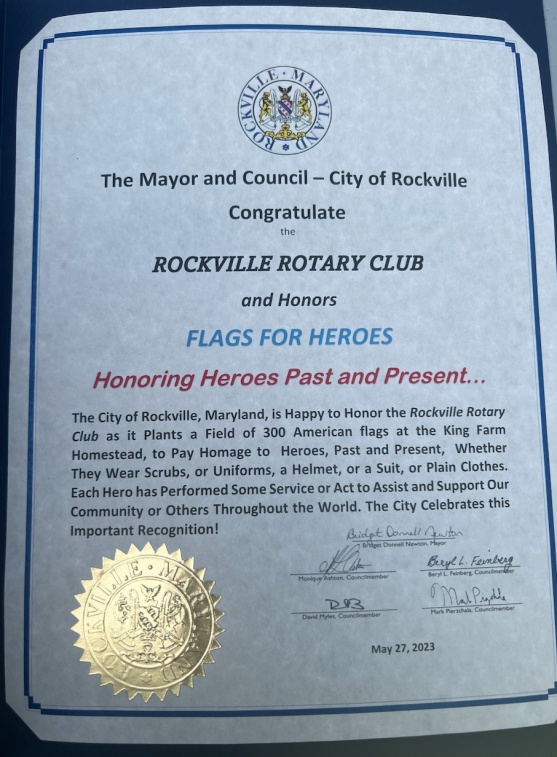 ROCKVILLE · MARYLAND
The Mayor and Council – City of Rockville
Congratulate
the
ROCKVILLE ROTARY CLUB
and Honors
FLAGS FOR HEROES
Honoring Heroes Past and Present...
The City of Rockville, Maryland, is Happy to Honor the Rockville Rotary
Club as it Plants a Field of 300 American flags at the King Farm
Homestead, to Pay Homage to Heroes, Past and Present, Whether
They Wear Scrubs, or Uniforms, a Helmet, or a Suit, or Plain Clothes.
Each Hero has Performed Some Service or Act to Assist and Support Our
Community or Others Throughout the World. The City Celebrates this
Important Recognition!
Bridget Donnell Newton
Bridget Donnell Newton, Mayor
Monique Ashton, Councilmember
Beryl L. Feinberg
Beryl L. Feinberg, Councilmember
David Myles, Councilmember
Mark Pierzchala, Councilmember
ROCKVILLE · MARYLAND
May 27, 2023